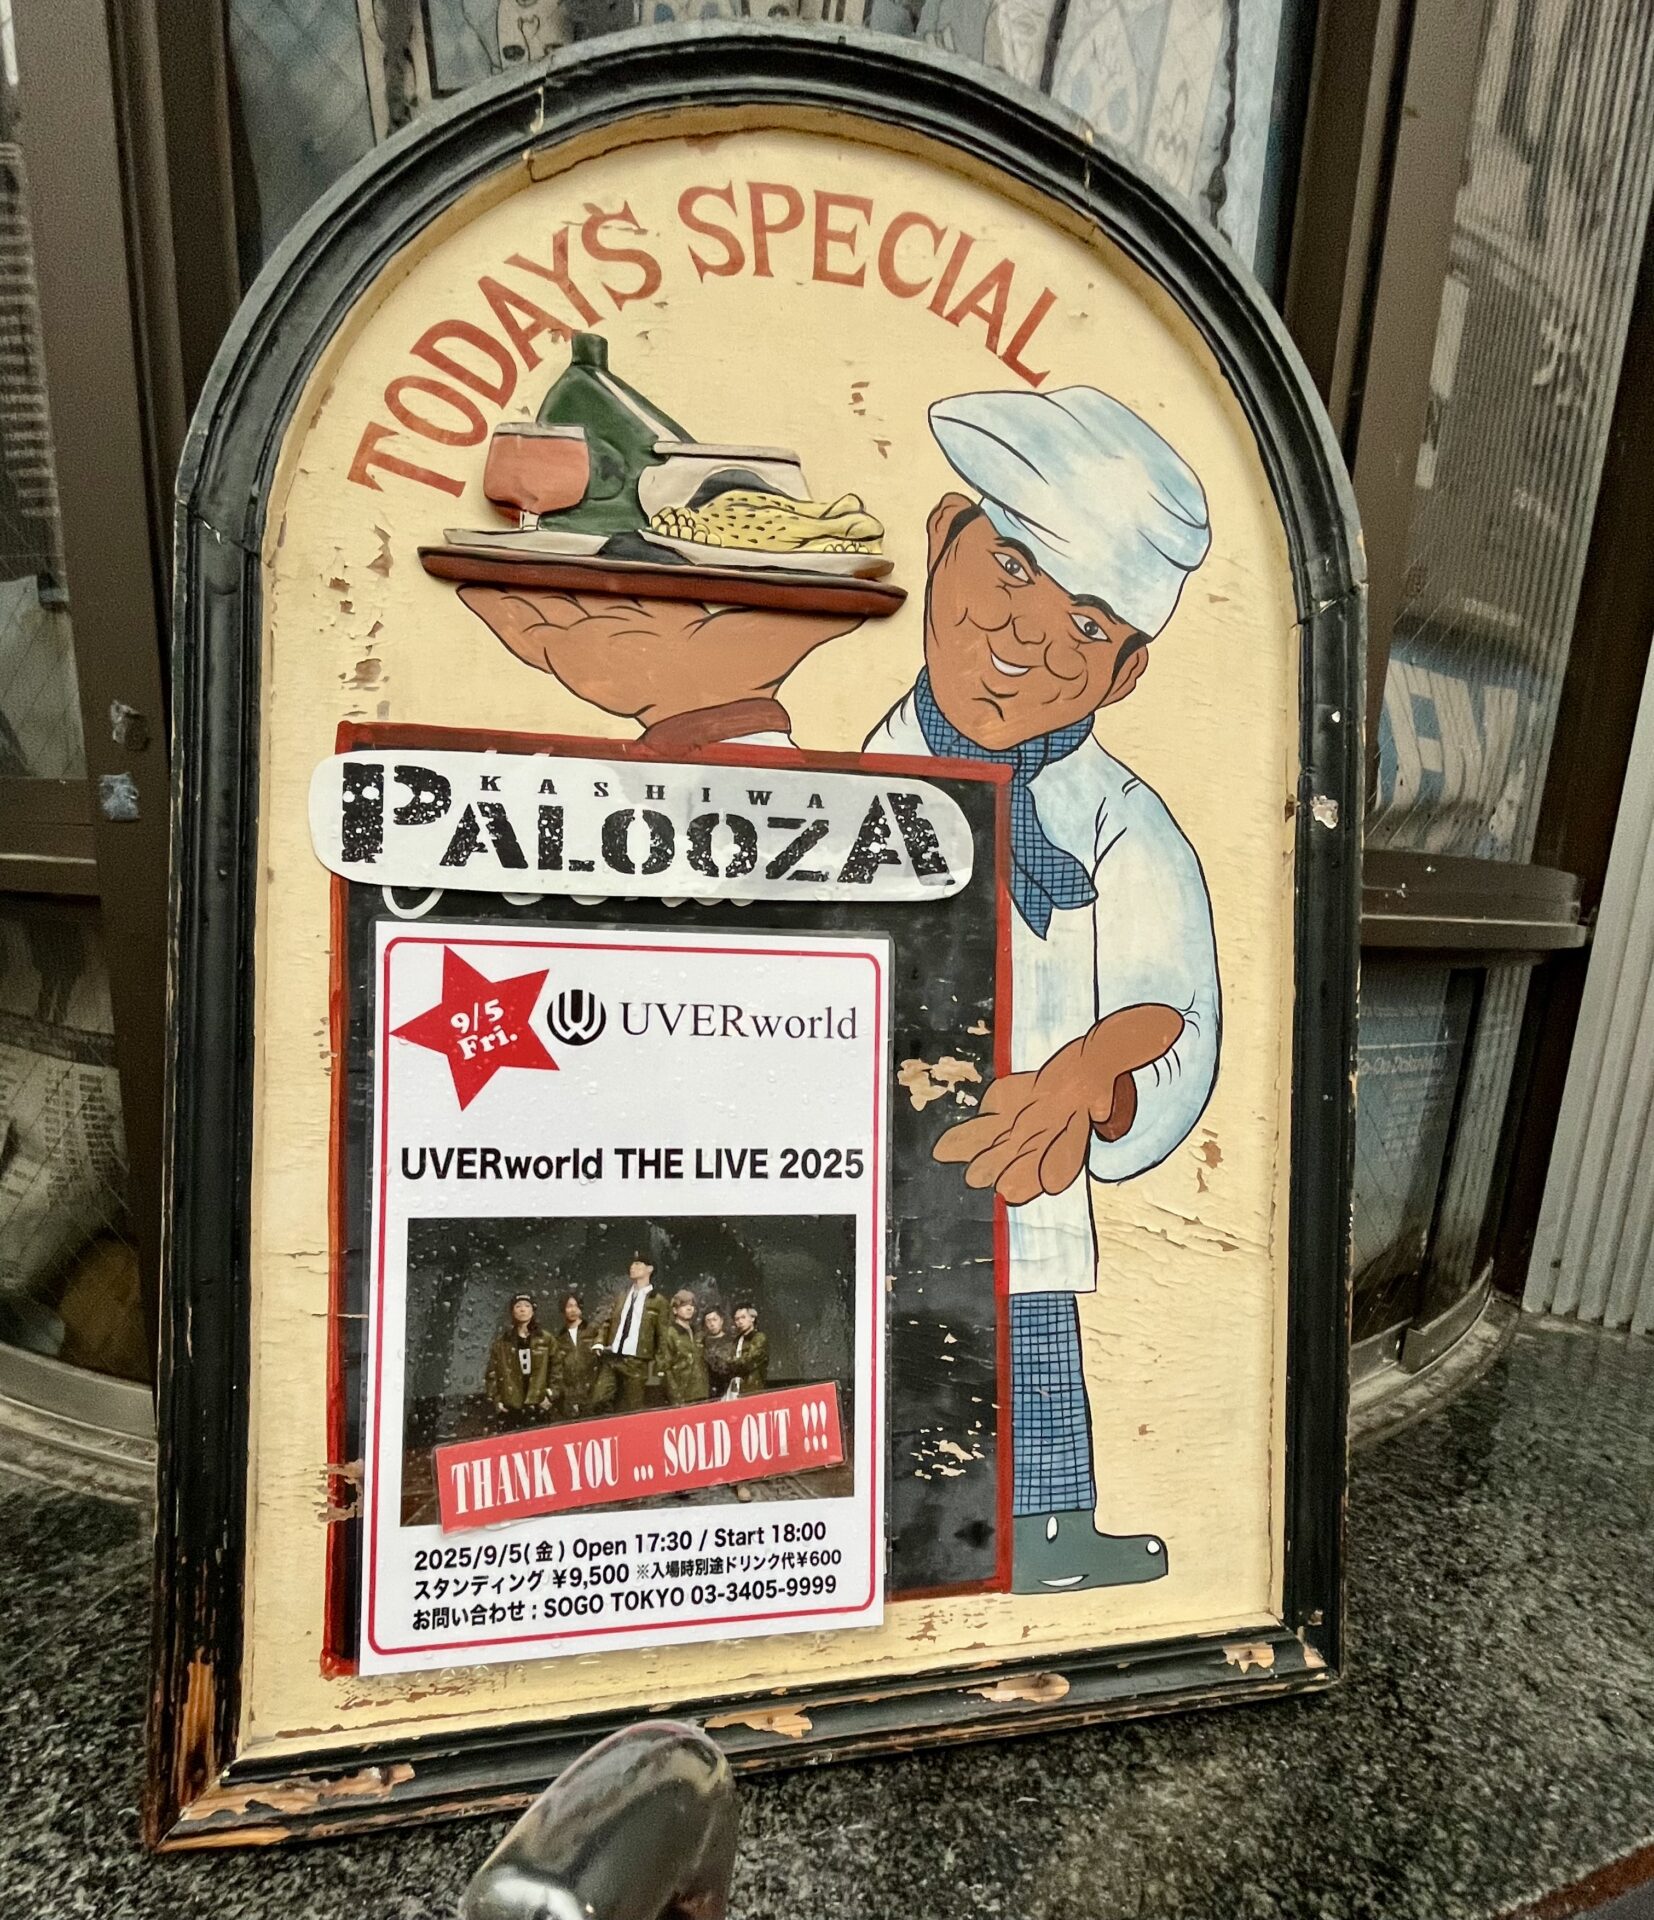 TODAYS SPECIAL
KASHIWA
PALOOZA
9/5
Fri.
UVERworld
UVERworld THE LIVE 2025
THANK YOU ... SOLD OUT !!!
2025/9/5(金) Open 17:30 / Start 18:00
スタンディング ¥9,500 ※入場時別途ドリンク代¥600
お問い合わせ : SOGO TOKYO 03-3405-9999